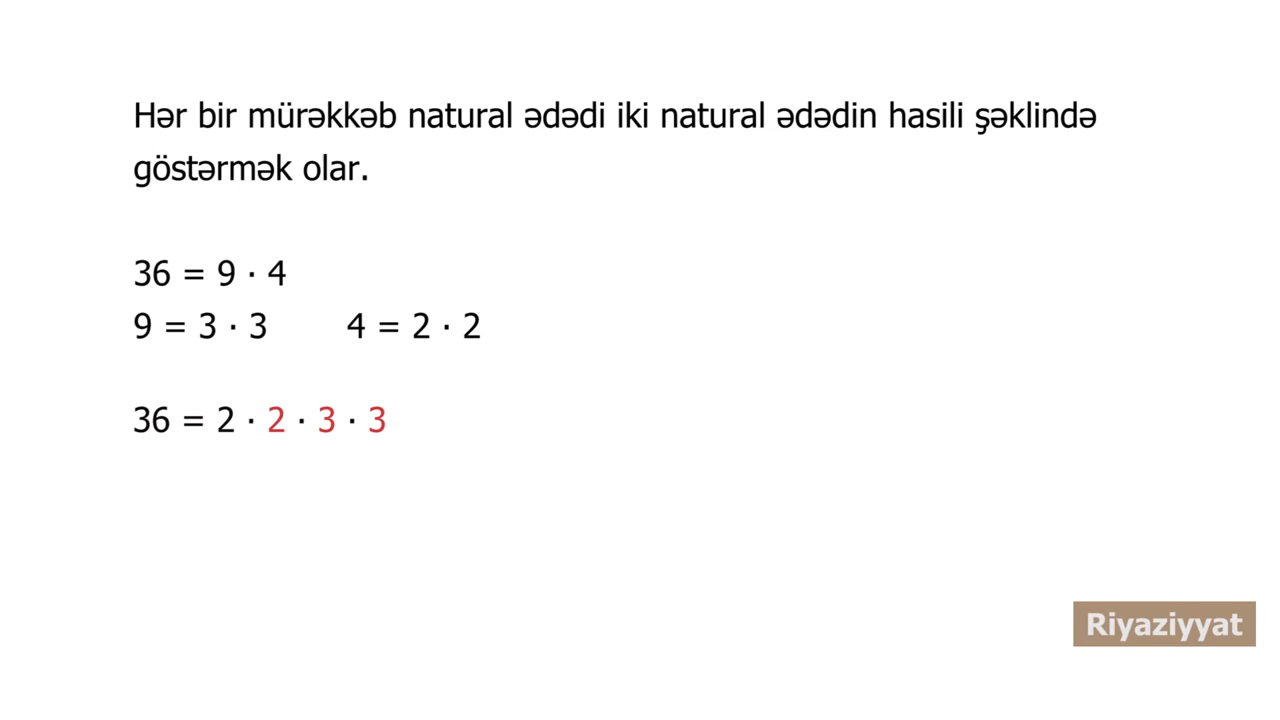 Hər bir mürəkkəb natural ədədi iki natural ədədin hasili şəklində
göstərmək olar.
36 = 9 · 4
9 = 3 · 3 4 = 2 · 2
36 = 2 · 2 · 3 · 3
Riyaziyyat